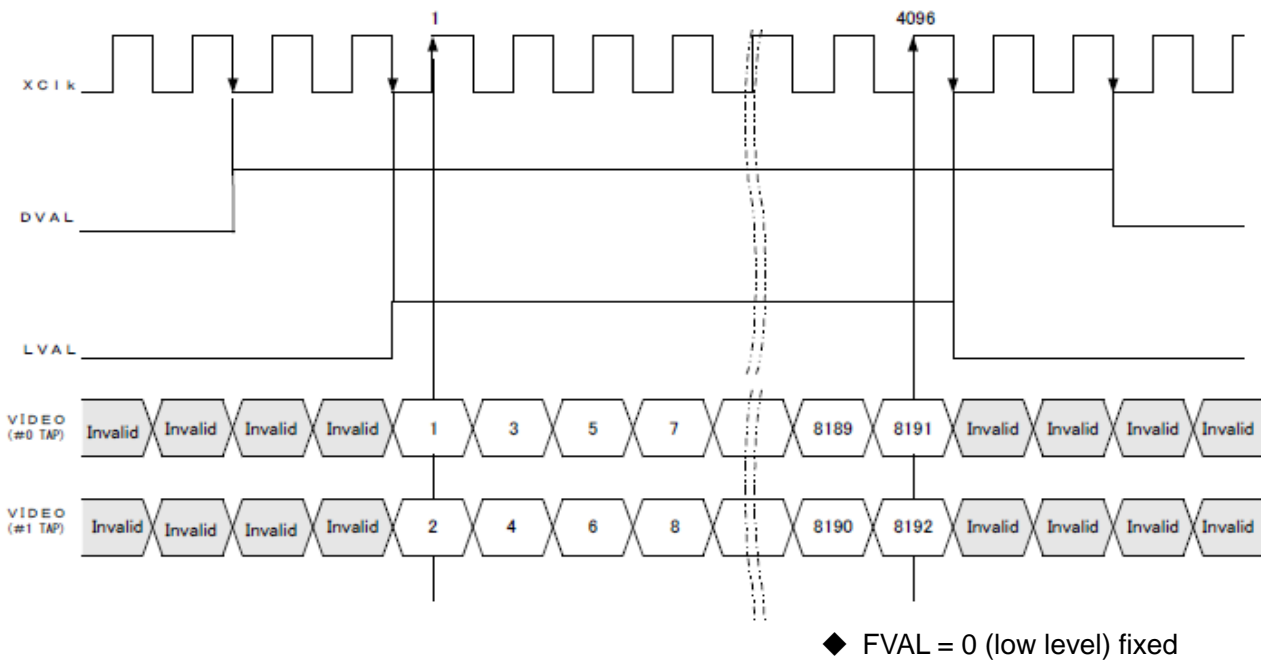 1 4096
XClk
DVAL
LVAL
VIDEO
(#0 TAP)
Invalid Invalid Invalid Invalid 1 3 5 7 8189 8191 Invalid Invalid Invalid Invalid
VIDEO
(#1 TAP)
Invalid Invalid Invalid Invalid 2 4 6 8 8190 8192 Invalid Invalid Invalid Invalid
◆ FVAL = 0 (low level) fixed